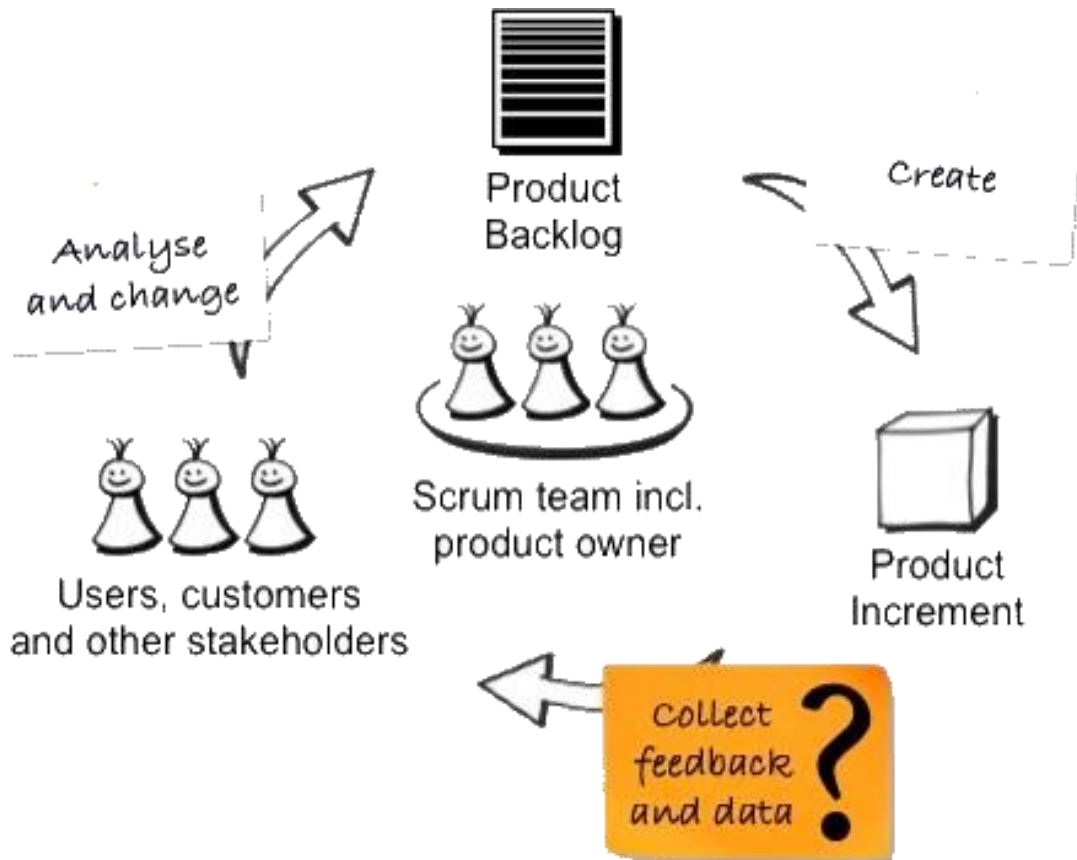 Product
Backlog
Create
Analyse
and change
Scrum team incl.
product owner
Users, customers
and other stakeholders
Product
Increment
Collect
feedback
and data
?